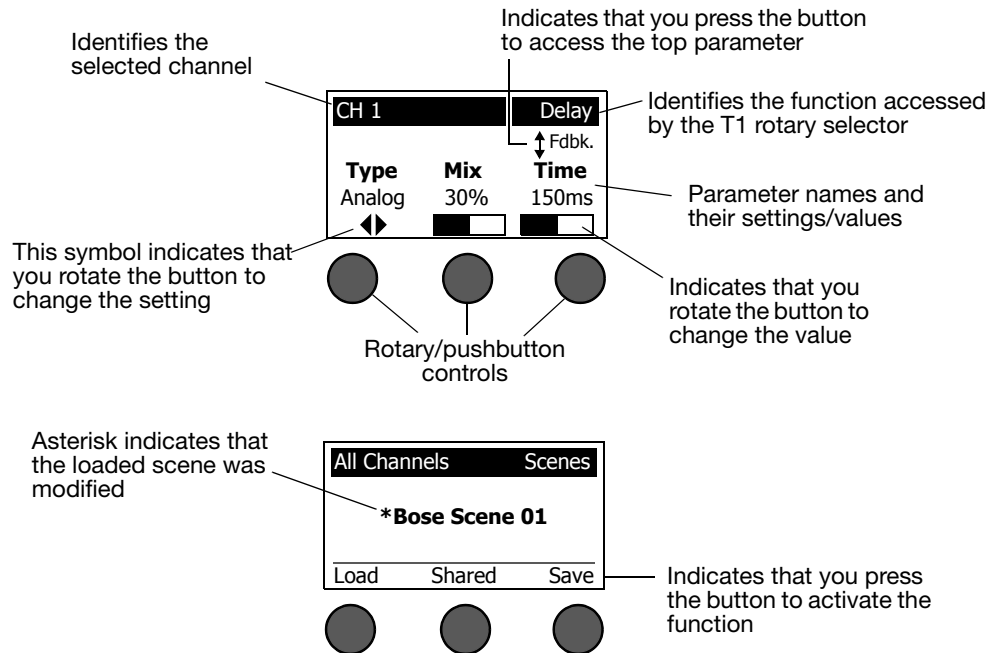 Indicates that you press the button
to access the top parameter
Identifies the
selected channel
CH 1 Delay
Fdbk.
Type Mix Time
Analog 30% 150ms
Identifies the function accessed
by the T1 rotary selector
Parameter names and
their settings/values
This symbol indicates that
you rotate the button to
change the setting
Indicates that you
rotate the button to
change the value
Rotary/pushbutton
controls
Asterisk indicates that
the loaded scene was
modified
All Channels Scenes
*Bose Scene 01
Load Shared Save
Indicates that you press
the button to activate the
function